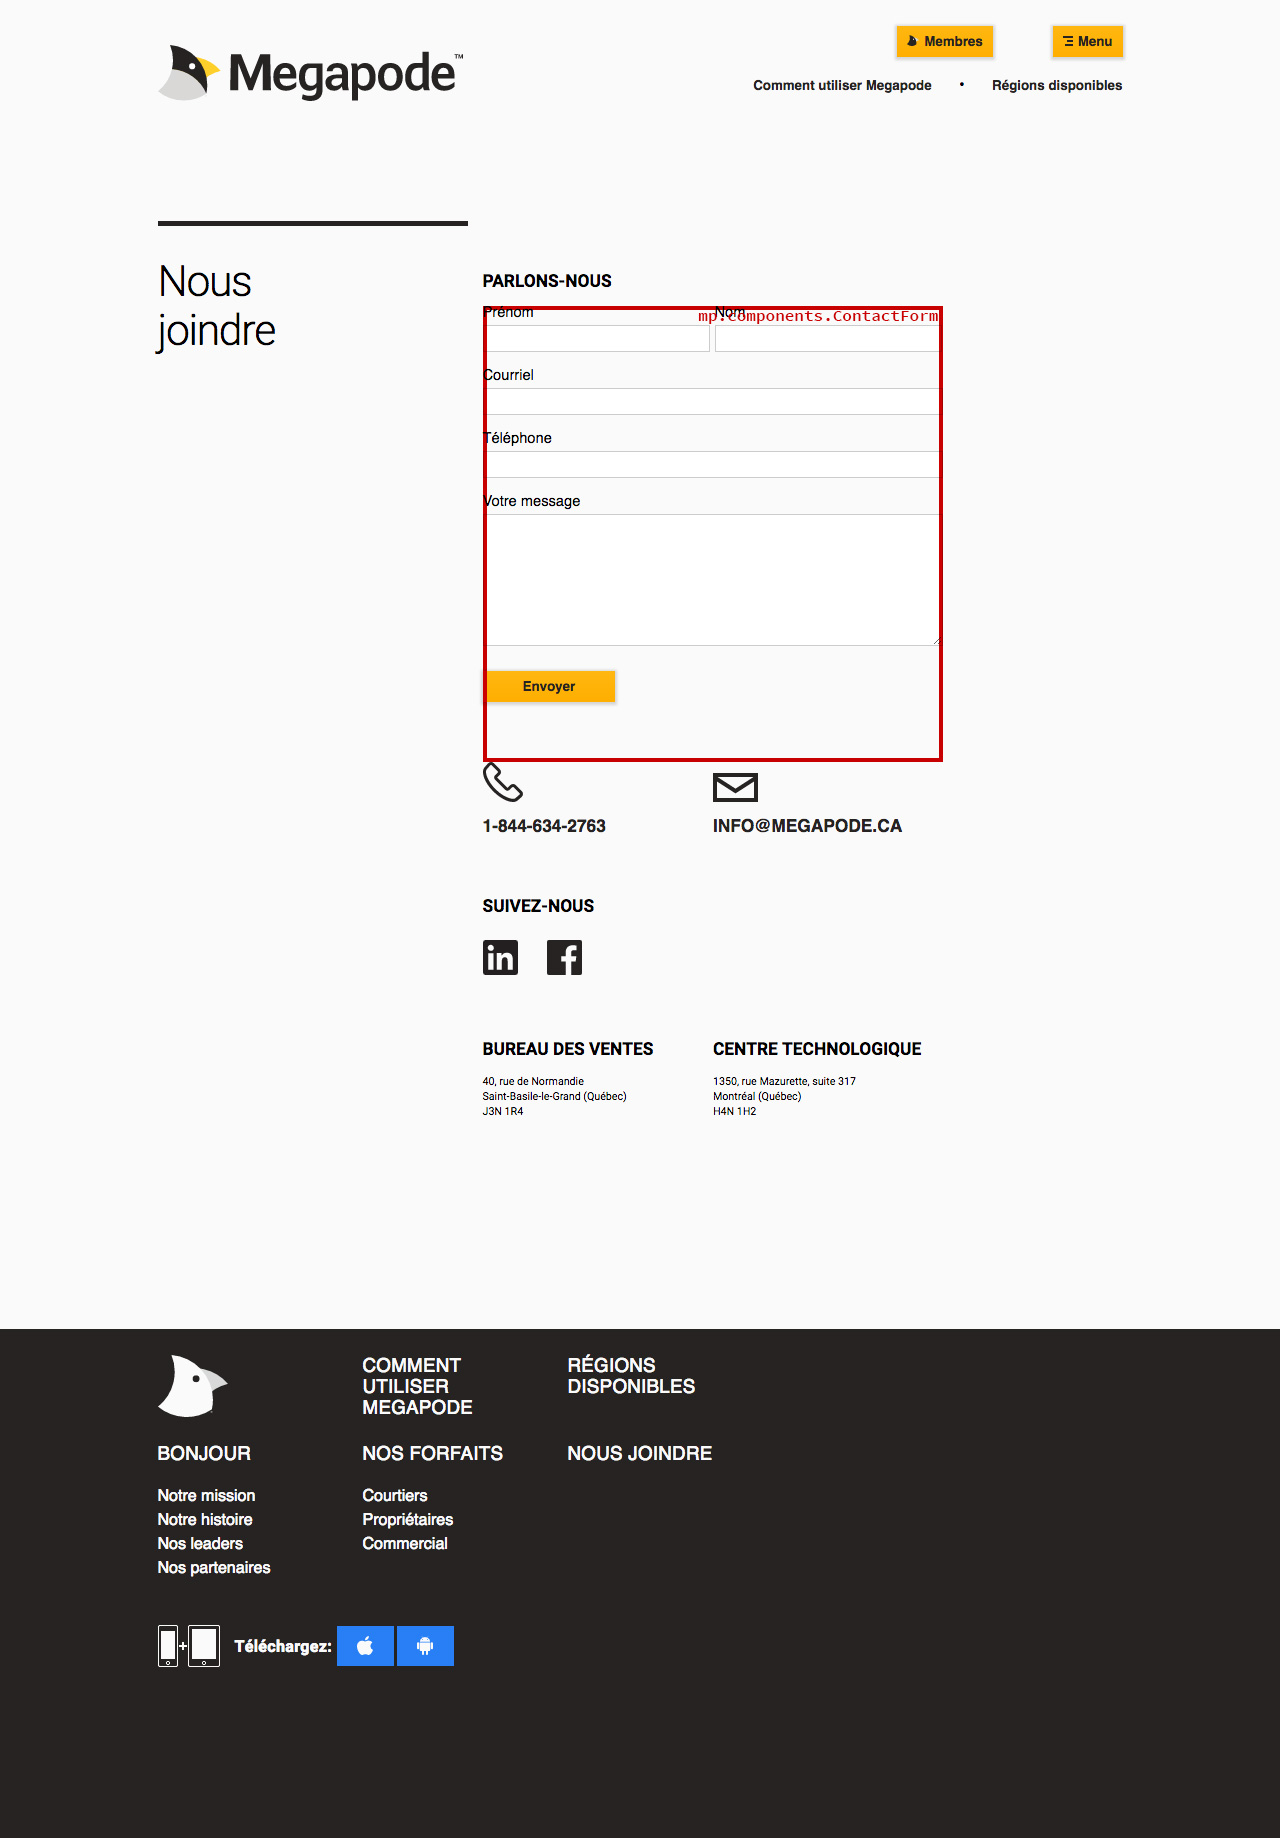 Megapode™
Membres
Menu
Comment utiliser Megapode • Régions disponibles
Nous
joindre
PARLONS-NOUS
Prénom
Nom
mp.components.ContactForm
Courriel
Téléphone
Votre message
Envoyer
1-844-634-2763
INFO@MEGAPODE.CA
SUIVEZ-NOUS
in
f
BUREAU DES VENTES
40, rue de Normandie
Saint-Basile-le-Grand (Québec)
J3N 1R4
CENTRE TECHNOLOGIQUE
1350, rue Mazurette, suite 317
Montréal (Québec)
H4N 1H2
COMMENT
UTILISER
MEGAPODE
RÉGIONS
DISPONIBLES
BONJOUR
Notre mission
Notre histoire
Nos leaders
Nos partenaires
NOS FORFAITS
Courtiers
Propriétaires
Commercial
NOUS JOINDRE
+
Téléchargez: